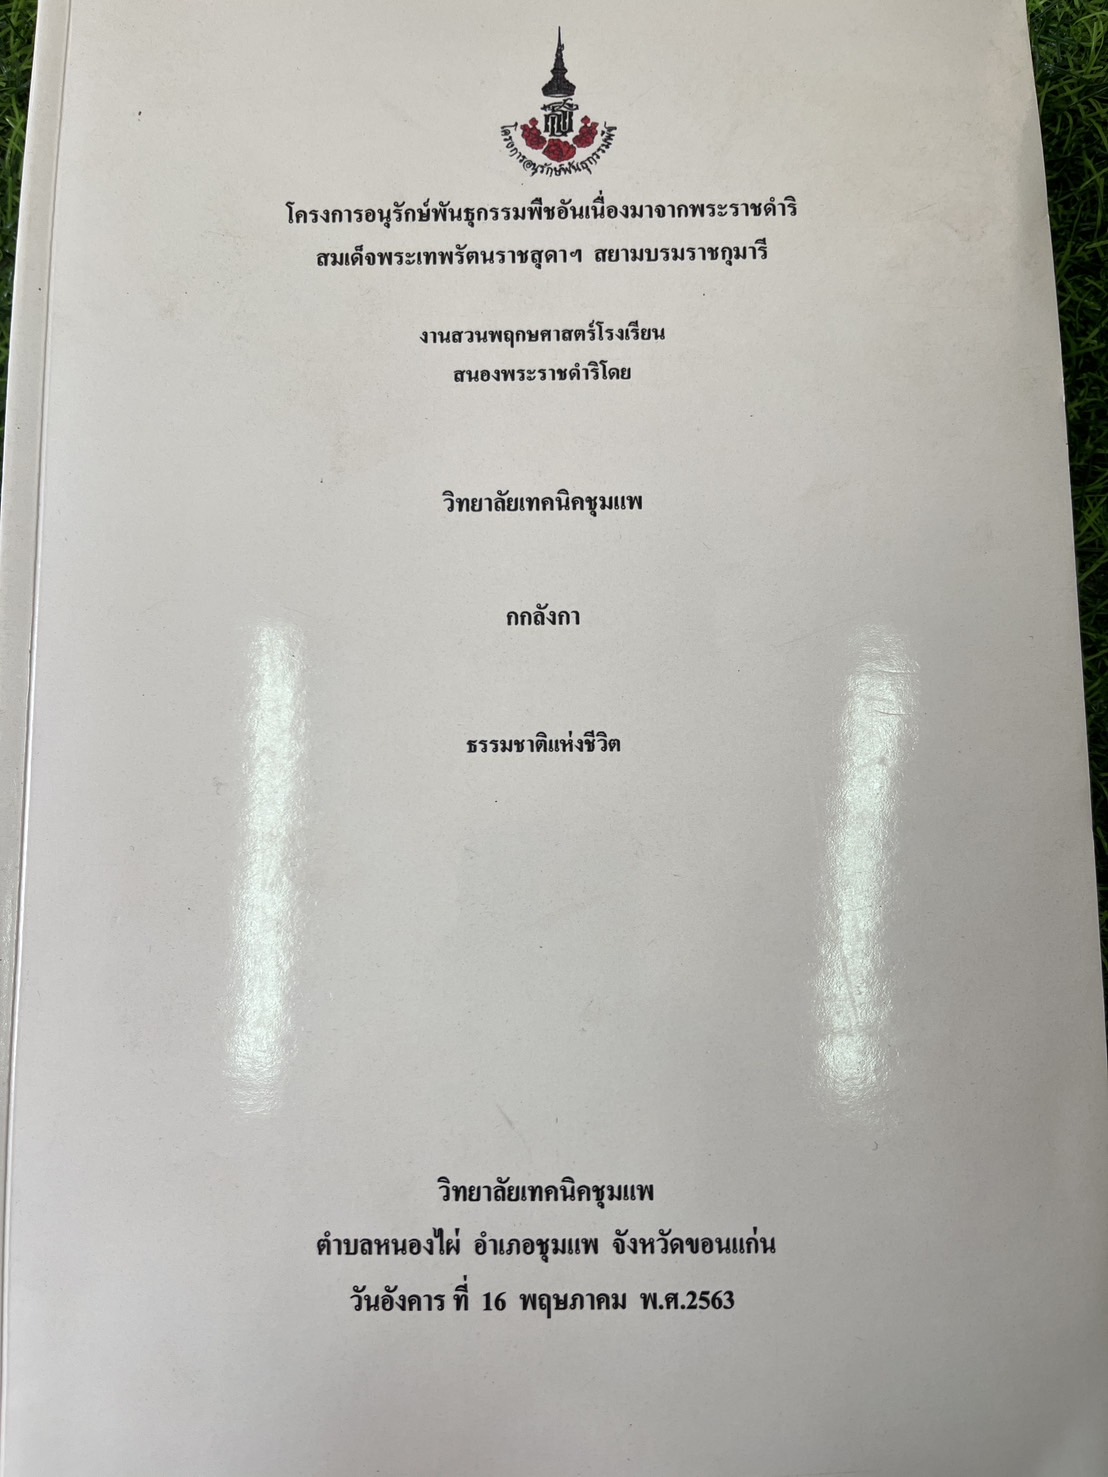 โครงการอนุรักษ์พันธุกรรมพืช
โครงการอนุรักษ์พันธุกรรมพืชอันเนื่องมาจากพระราชดำริ
สมเด็จพระเทพรัตนราชสุดาฯ สยามบรมราชกุมารี
งานสวนพฤกษศาสตร์โรงเรียน
สนองพระราชดำริโดย
วิทยาลัยเทคนิคชุมแพ
กกลังกา
ธรรมชาติแห่งชีวิต
วิทยาลัยเทคนิคชุมแพ
ตำบลหนองไผ่ อำเภอชุมแพ จังหวัดขอนแก่น
วันอังคาร ที่ 16 พฤษภาคม พ.ศ.2563